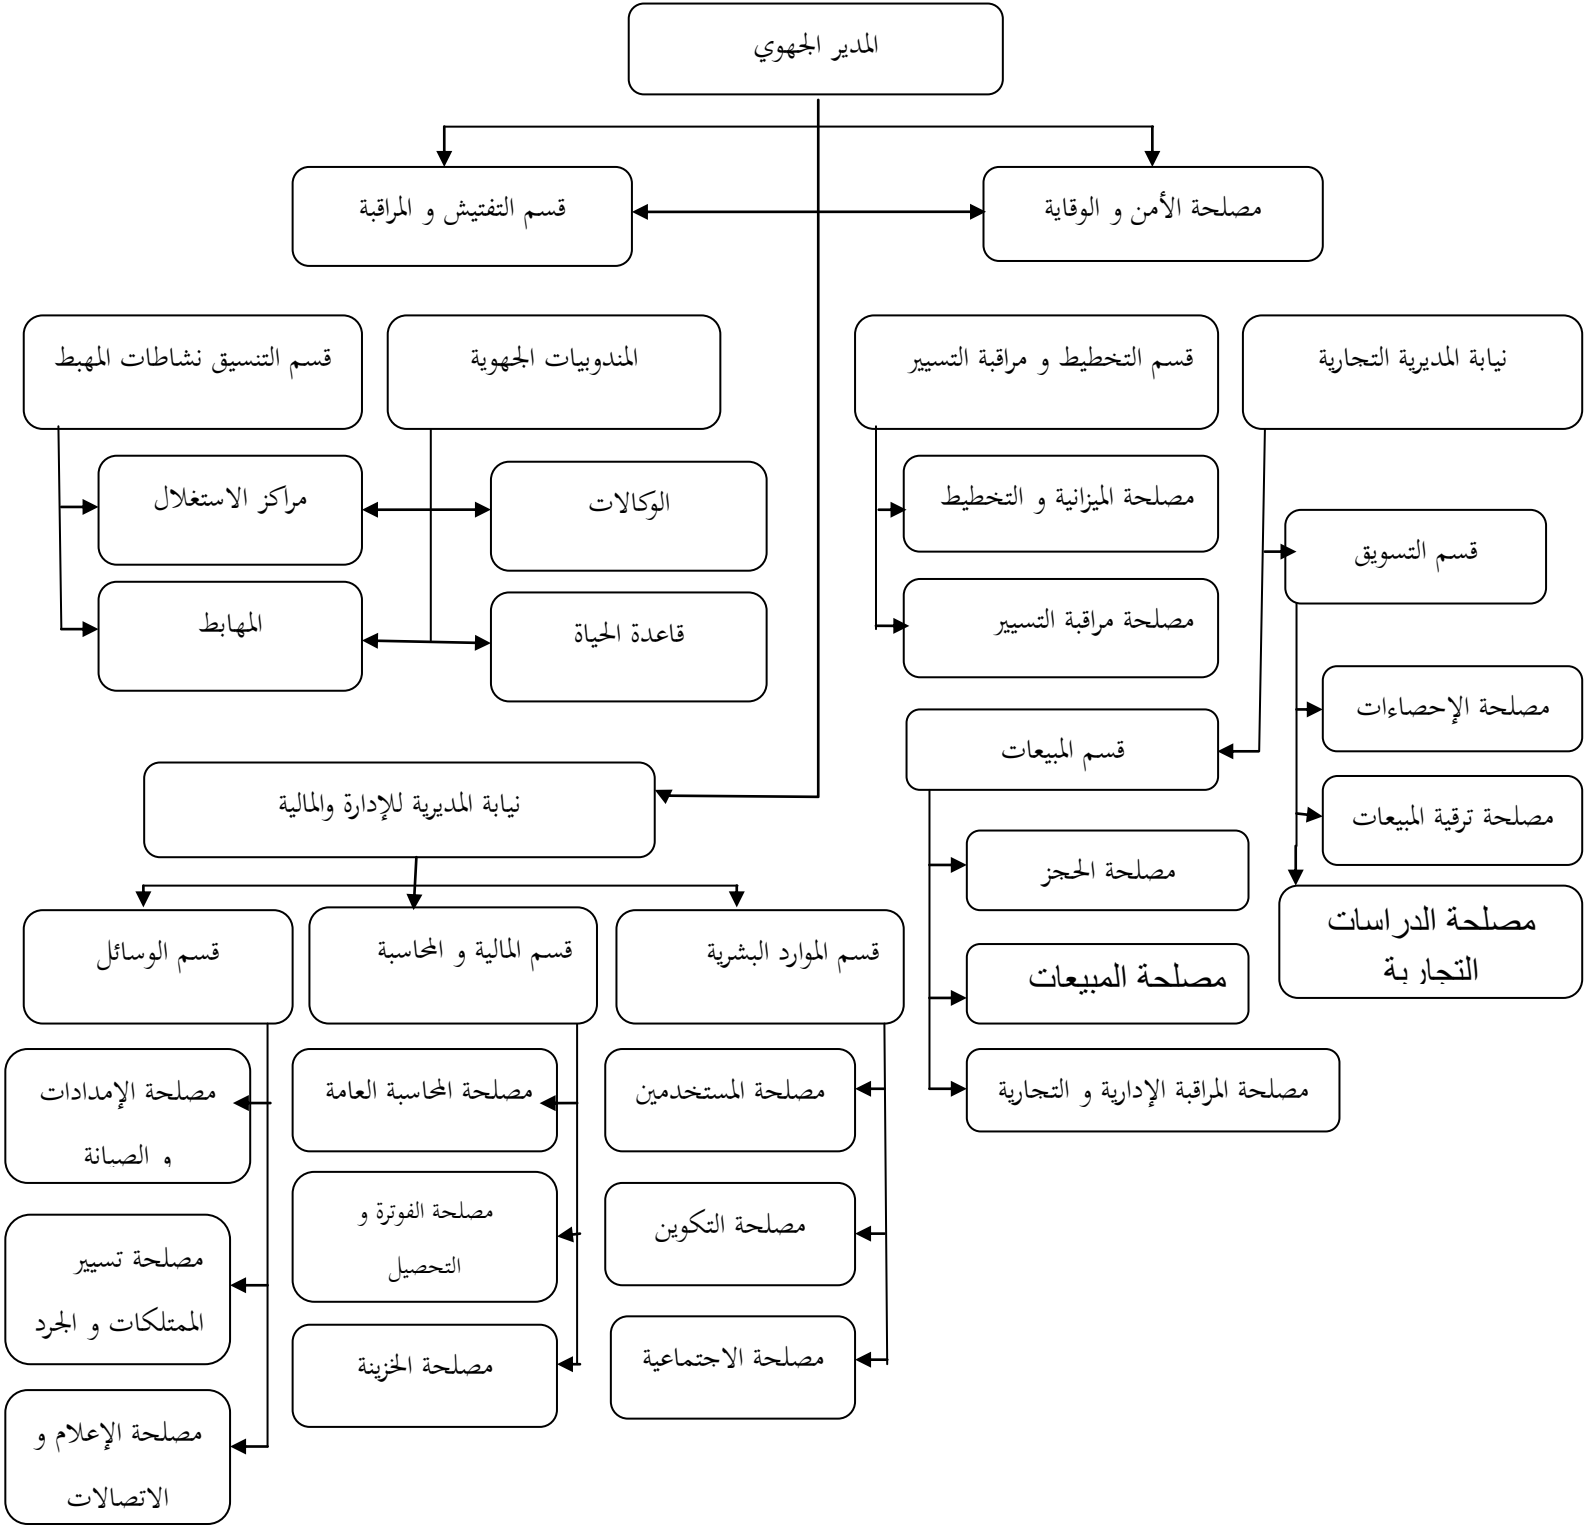 المدير الجهوي
مصلحة الأمن و الوقاية
قسم التفتيش و المراقبة
نيابة المديرية التجارية
قسم التخطيط و مراقبة التسيير
المندوبيات الجهوية
قسم التنسيق نشاطات المهبط
مصلحة الميزانية و التخطيط
الوكالات
مراكز الاستغلال
قسم التسويق
مصلحة مراقبة التسيير
قاعدة الحياة
المهابط
مصلحة الإحصاءات
قسم المبيعات
مصلحة ترقية المبيعات
نيابة المديرية للإدارة والمالية
مصلحة الحجز
مصلحة الدراسات
التجارية
مصلحة المبيعات
قسم الموارد البشرية
قسم المالية و المحاسبة
قسم الوسائل
مصلحة المراقبة الإدارية و التجارية
مصلحة المستخدمين
مصلحة المحاسبة العامة
مصلحة الإمدادات
و الصيانة
مصلحة التكوين
مصلحة الفوترة و
التحصيل
مصلحة تسيير
الممتلكات و الجرد
مصلحة الاجتماعية
مصلحة الخزينة
مصلحة الإعلام و
الاتصالات